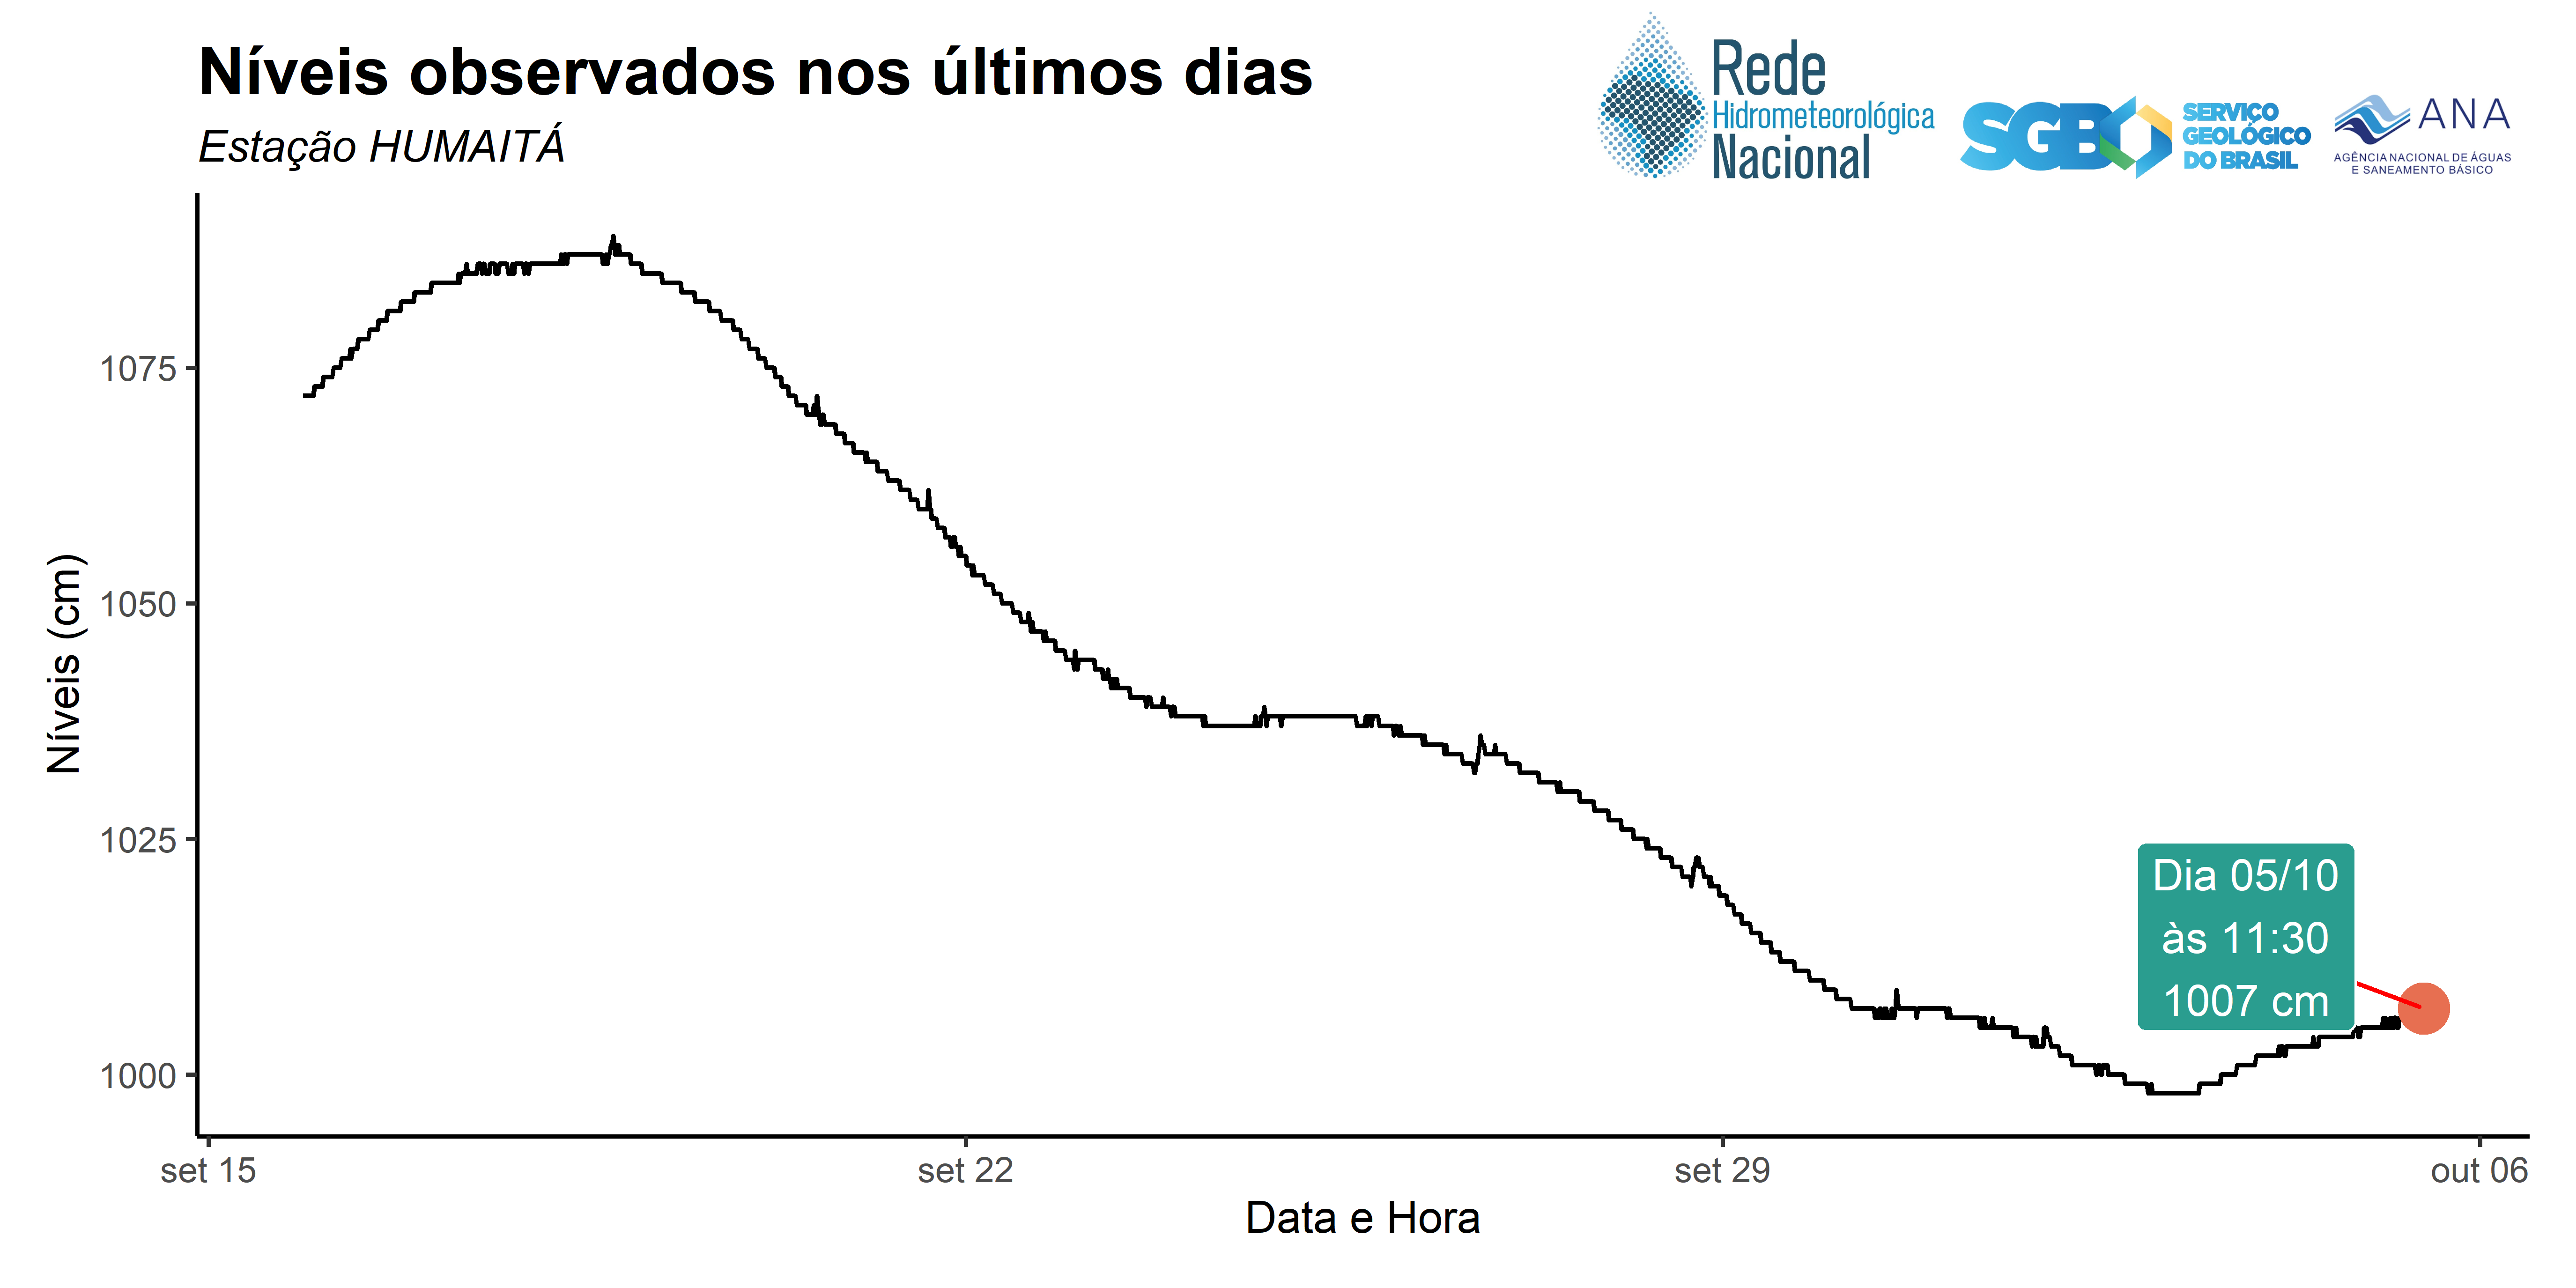 Níveis observados nos últimos dias
Estação HUMAITÁ
Rede
Hidrometeorológica
Nacional
SGB
SERVIÇO
GEOLÓGICO
DO BRASIL
ANA
AGÊNCIA NACIONAL DE ÁGUAS
E SANEAMENTO BÁSICO
Níveis (cm)
1075
1050
1025
1000
Dia 05/10
às 11:30
1007 cm
set 15
set 22
set 29
out 06
Data e Hora